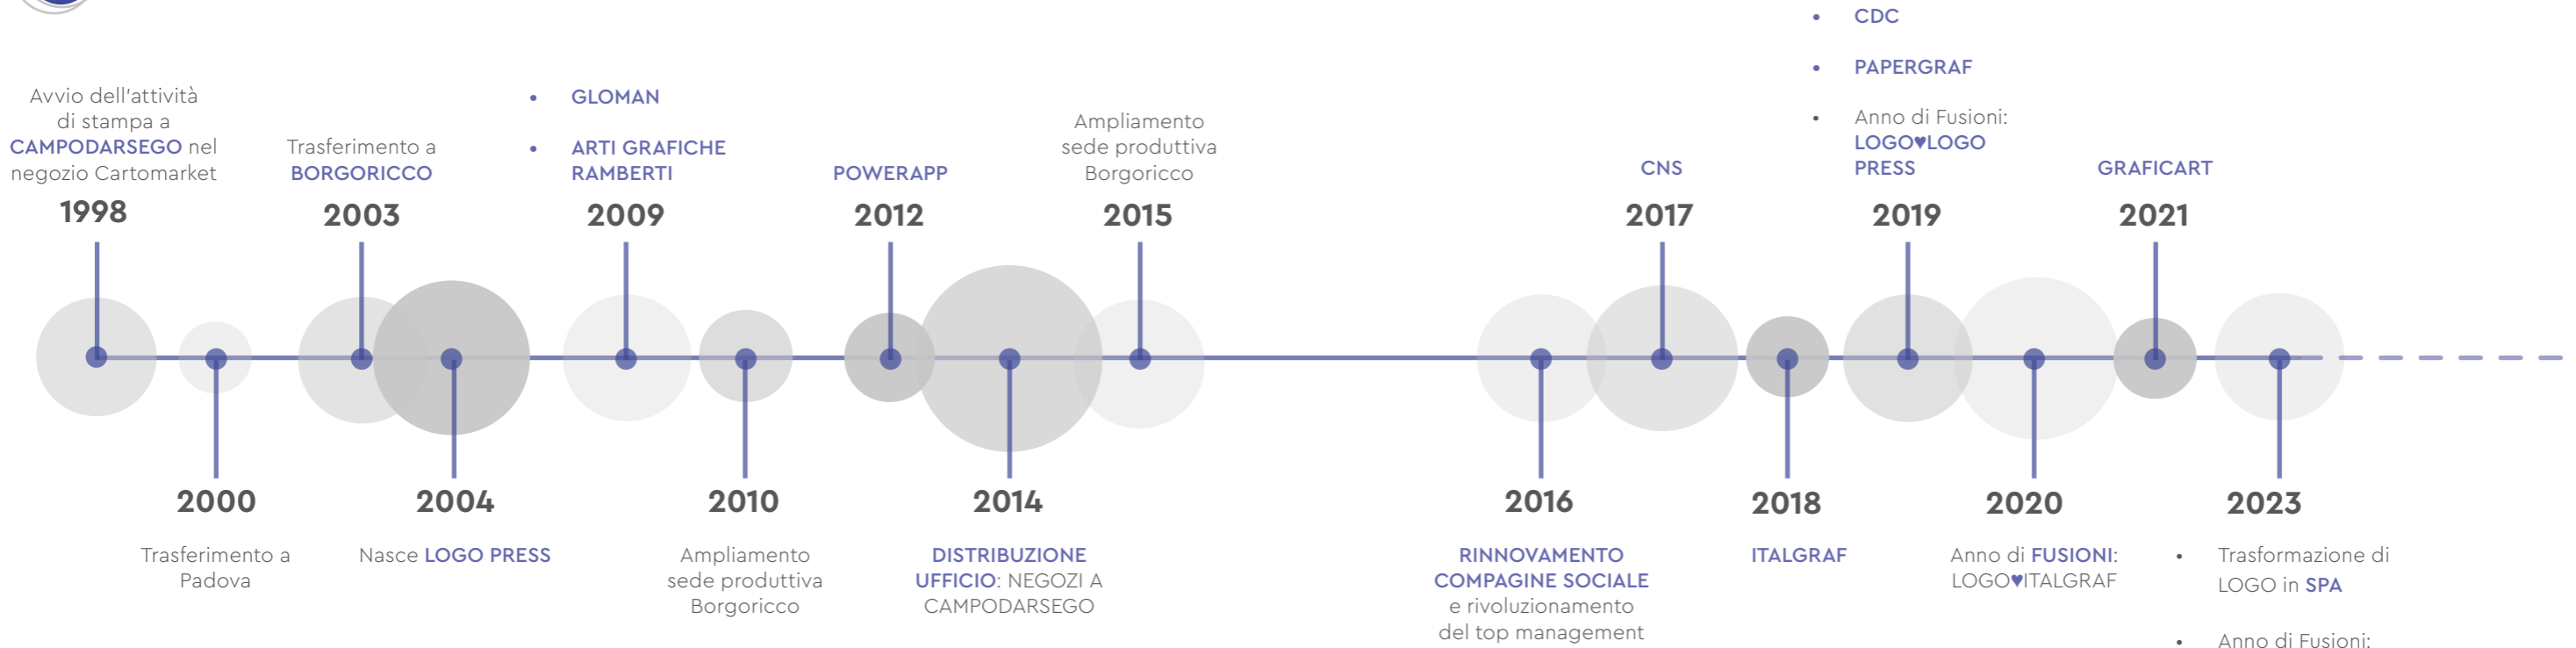 • CDC
• PAPERGRAF
• Anno di Fusioni:
LOGO♥LOGO
PRESS
Avvio dell'attività
di stampa a
CAMPODARSEGO nel
negozio Cartomarket
1998
Trasferimento a
BORGORICCO
2003
• GLOMAN
• ARTI GRAFICHE
RAMBERTI
2009
POWERAPP
2012
Ampliamento
sede produttiva
Borgoricco
2015
CNS
2017
2019
GRAFICART
2021
2000
Trasferimento a
Padova
2004
Nasce LOGO PRESS
2010
Ampliamento
sede produttiva
Borgoricco
2014
DISTRIBUZIONE
UFFICIO: NEGOZI A
CAMPODARSEGO
2016
RINNOVAMENTO
COMPAGINE SOCIALE
e rivoluzionamento
del top management
2018
ITALGRAF
2020
Anno di FUSIONI:
LOGO♥ITALGRAF
2023
• Trasformazione di
LOGO in SPA
• Anno di Fusioni: